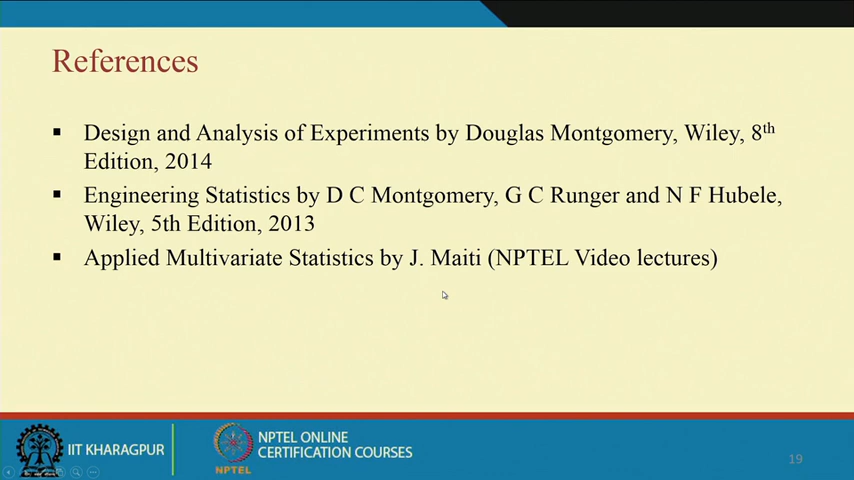 References
▪ Design and Analysis of Experiments by Douglas Montgomery, Wiley, 8th
Edition, 2014
▪ Engineering Statistics by D C Montgomery, G C Runger and N F Hubele,
Wiley, 5th Edition, 2013
▪ Applied Multivariate Statistics by J. Maiti (NPTEL Video lectures)
IIT KHARAGPUR
NPTEL
NPTEL ONLINE
CERTIFICATION COURSES
19